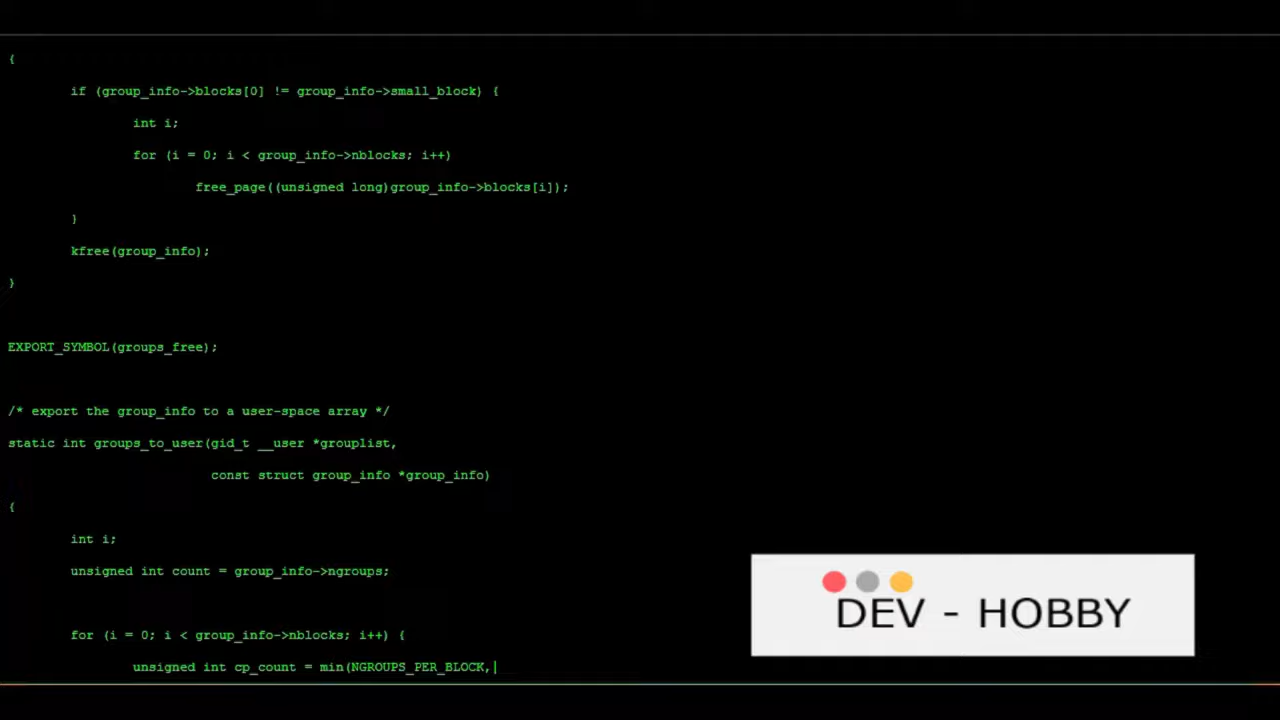 {
if (group_info->blocks[0] != group_info->small_block) {
int i;
for (i = 0; i < group_info->nblocks; i++)
free_page((unsigned long)group_info->blocks[i]);
}
kfree(group_info);
}
EXPORT_SYMBOL(groups_free);
/* export the group_info to a user-space array */
static int groups_to_user(gid_t __user *grouplist,
const struct group_info *group_info)
{
int i;
unsigned int count = group_info->ngroups;
for (i = 0; i < group_info->nblocks; i++) {
unsigned int cp_count = min(NGROUPS_PER_BLOCK,|
DEV - HOBBY